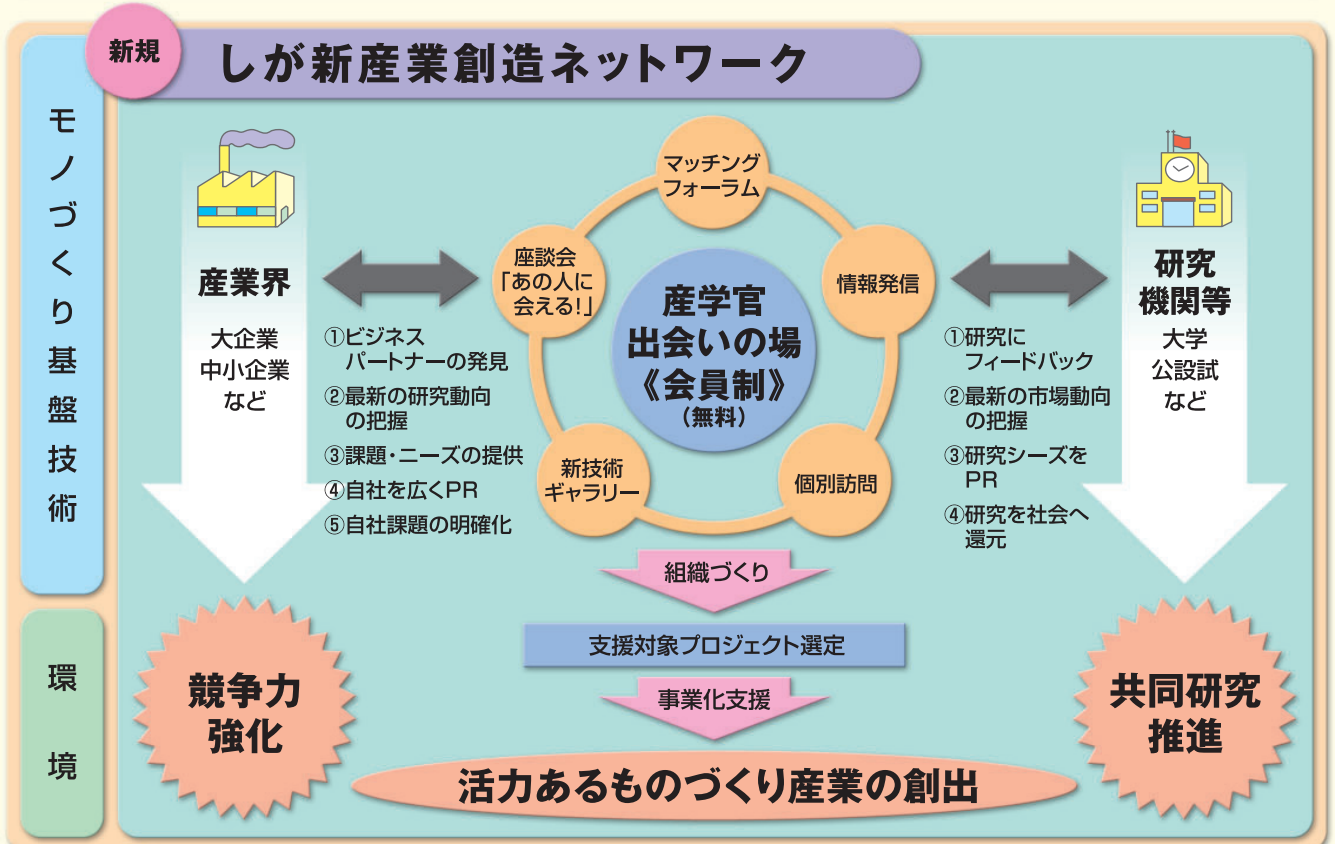 新規
しが新産業創造ネットワーク
モノづくり基盤技術
環境
産業界
大企業
中小企業
など
①ビジネス
パートナーの発見
②最新の研究動向
の把握
③課題・ニーズの提供
④自社を広くPR
⑤自社課題の明確化
競争力
強化
マッチング
フォーラム
座談会
「あの人に
会える!」
情報発信
新技術
ギャラリー
個別訪問
産学官
出会いの場
《会員制》
(無料)
組織づくり
支援対象プロジェクト選定
事業化支援
活力あるものづくり産業の創出
①研究に
フィードバック
②最新の市場動向
の把握
③研究シーズを
PR
④研究を社会へ
還元
研究
機関等
大学
公設試
など
共同研究
推進